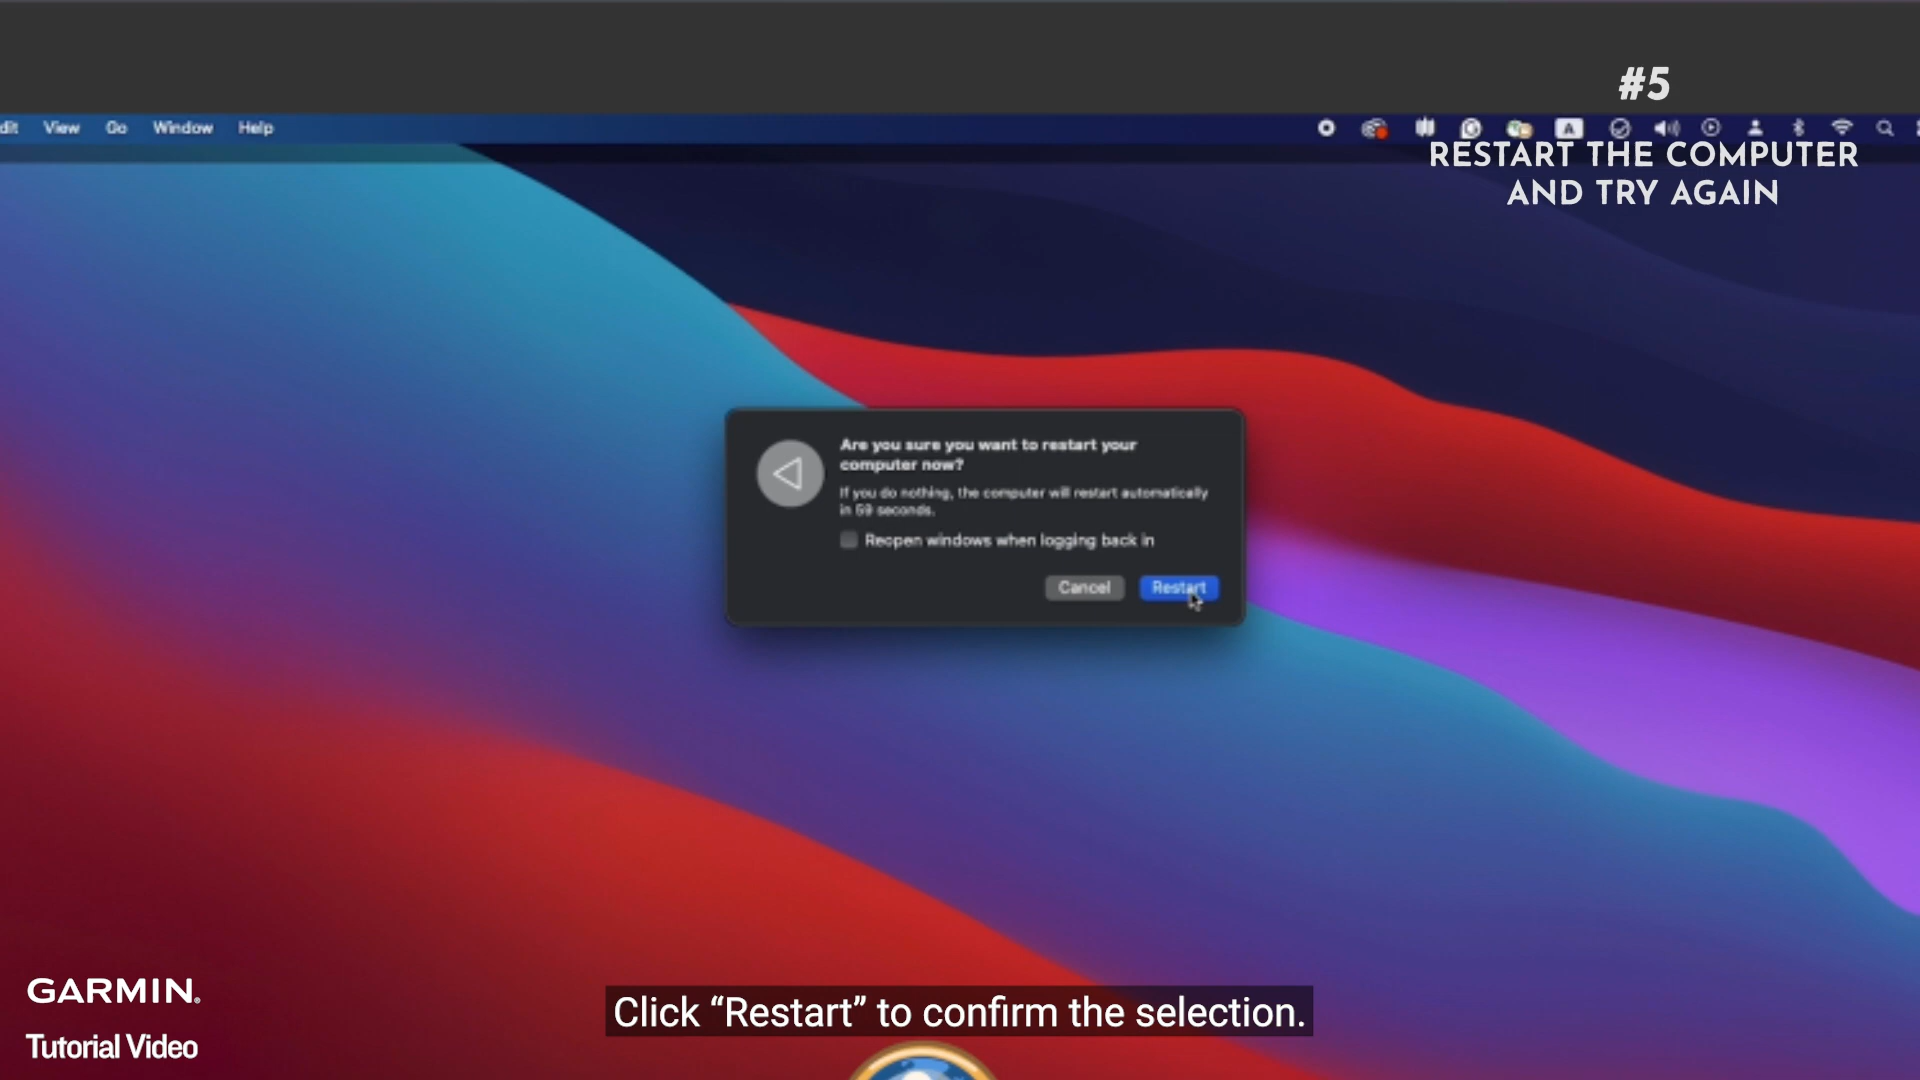 #5
dit View Go Window Help
A
RESTART THE COMPUTER
AND TRY AGAIN
Are you sure you want to restart your
computer now?
If you do nothing, the computer will restart automatically
in 59 seconds.
Reopen windows when logging back in
Cancel Restart
GARMIN.
Click “Restart” to confirm the selection.
Tutorial Video